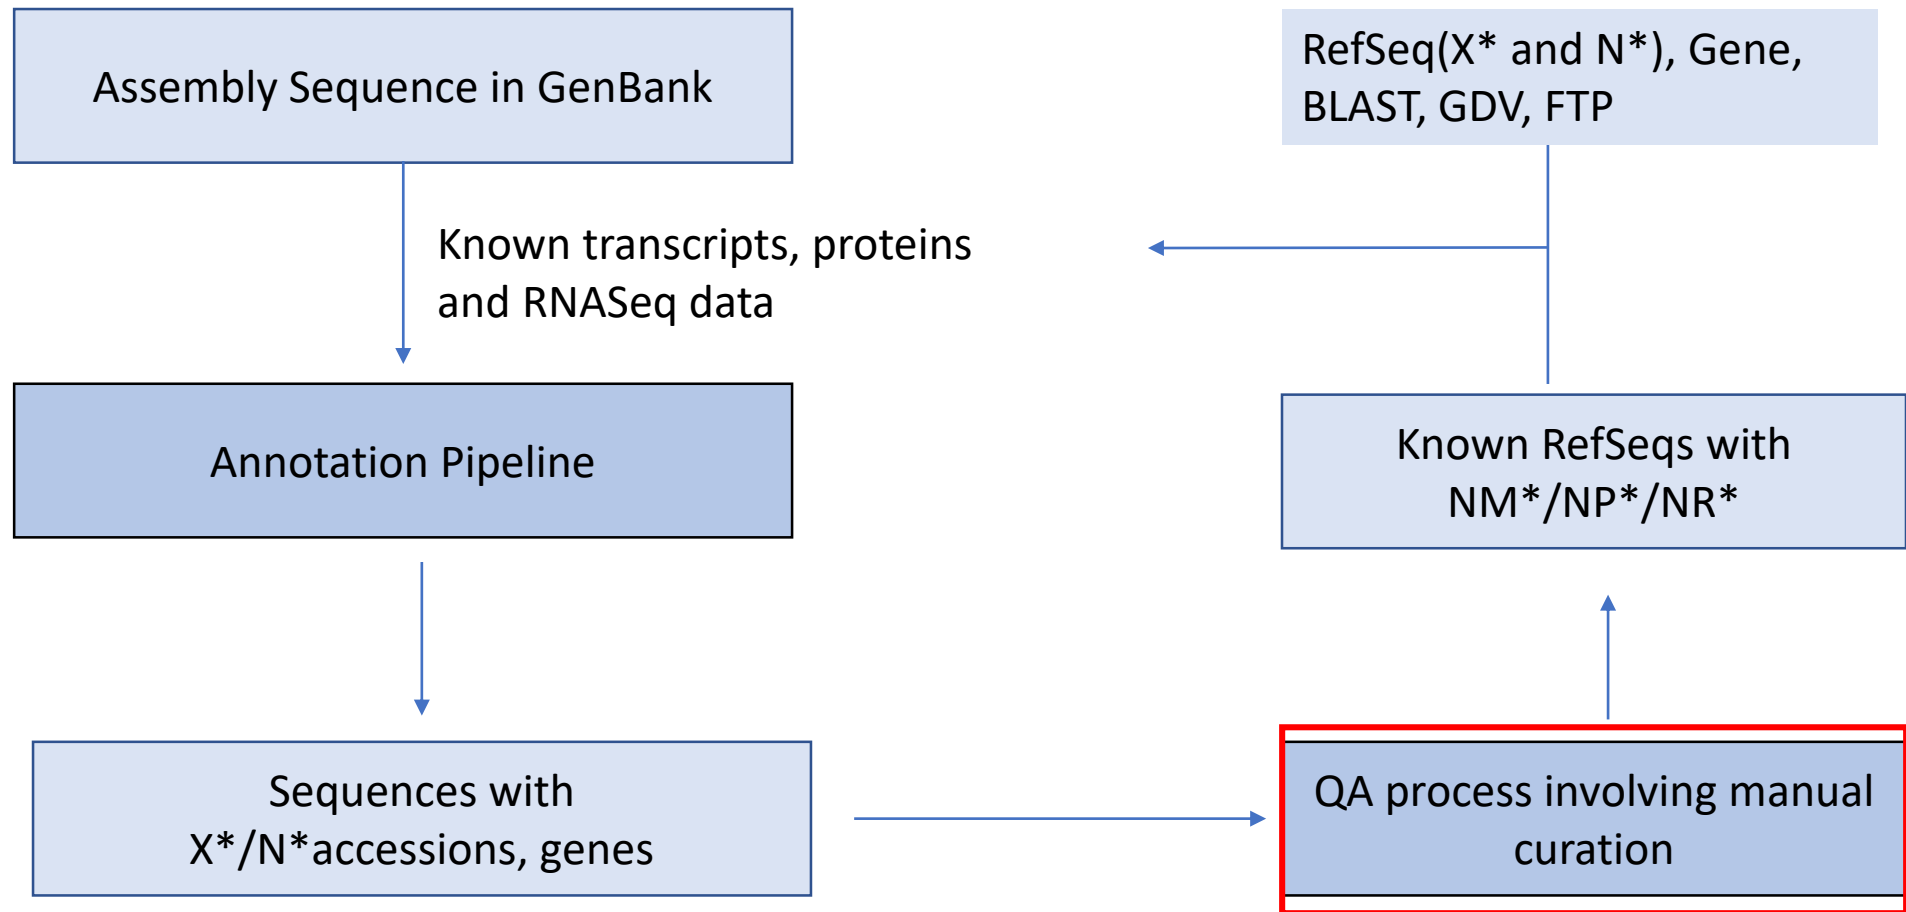 Assembly Sequence in GenBank
RefSeq(X* and N*), Gene,
BLAST, GDV, FTP
Known transcripts, proteins
and RNASeq data
Annotation Pipeline
Known RefSeqs with
NM*/NP*/NR*
Sequences with
X*/N*accessions, genes
QA process involving manual
curation